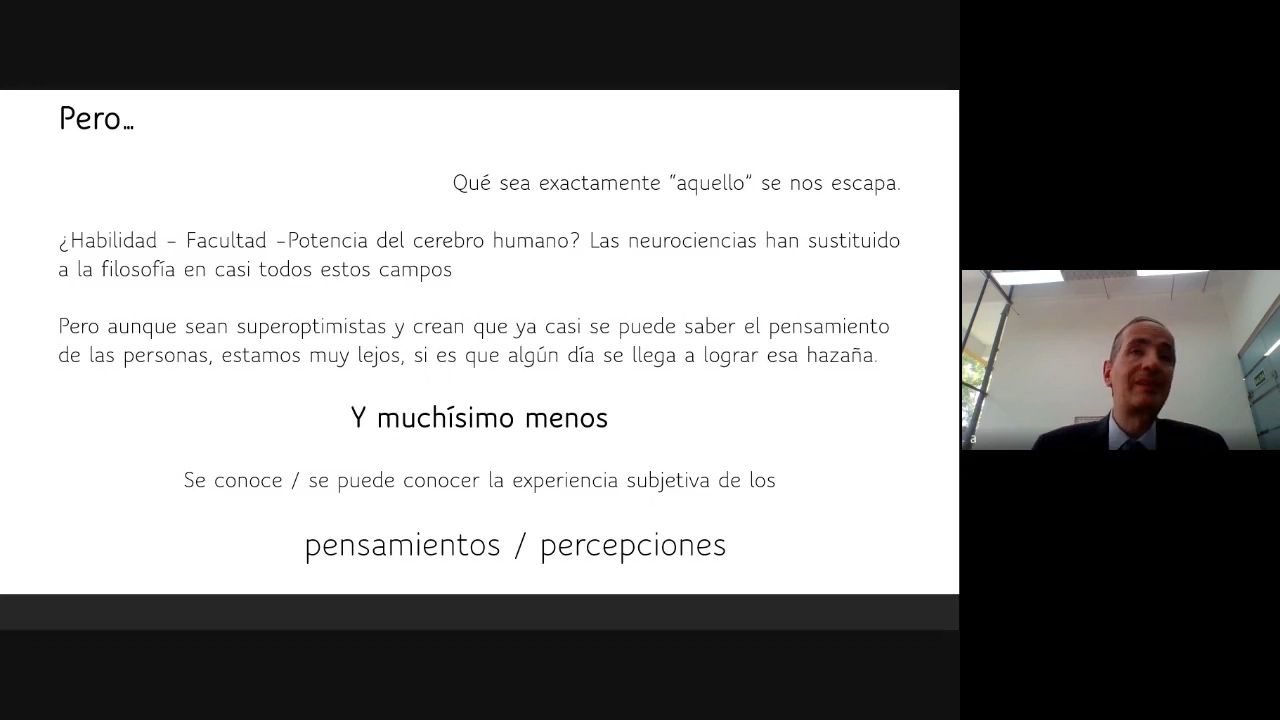 Pero...
Qué sea exactamente "aquello" se nos escapa.
¿Habilidad - Facultad -Potencia del cerebro humano? Las neurociencias han sustituido
a la filosofía en casi todos estos campos
Pero aunque sean superoptimistas y crean que ya casi se puede saber el pensamiento
de las personas, estamos muy lejos, si es que algún día se llega a lograr esa hazaña.
Y muchísimo menos
Se conoce / se puede conocer la experiencia subjetiva de los
pensamientos / percepciones
a